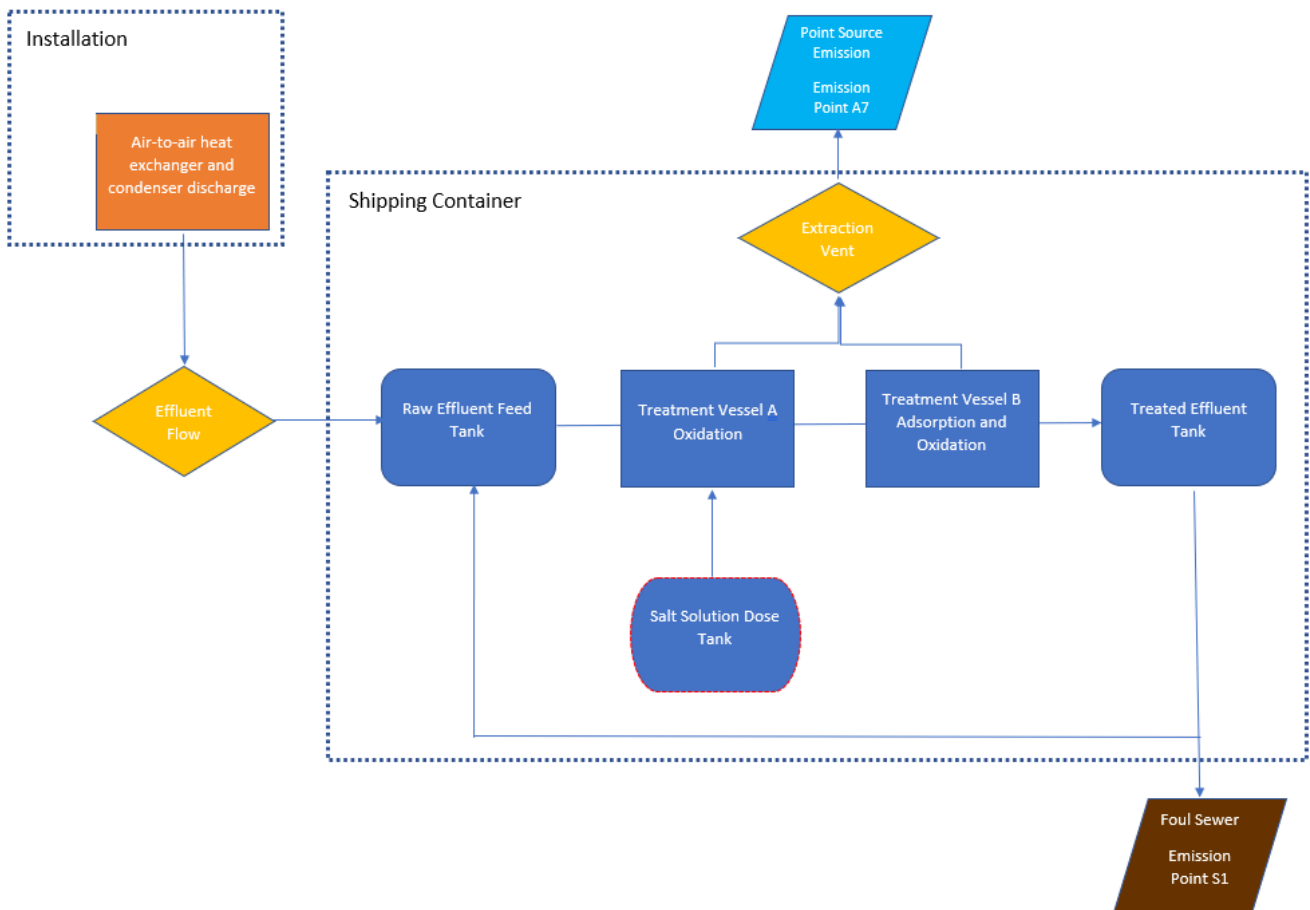 Installation
Air-to-air heat
exchanger and
condenser discharge
Point Source
Emission
Emission
Point A7
Shipping Container
Extraction
Vent
Effluent
Flow
Raw Effluent Feed
Tank
Treatment Vessel A
Oxidation
Treatment Vessel B
Adsorption and
Oxidation
Treated Effluent
Tank
Salt Solution Dose
Tank
Foul Sewer
Emission
Point S1